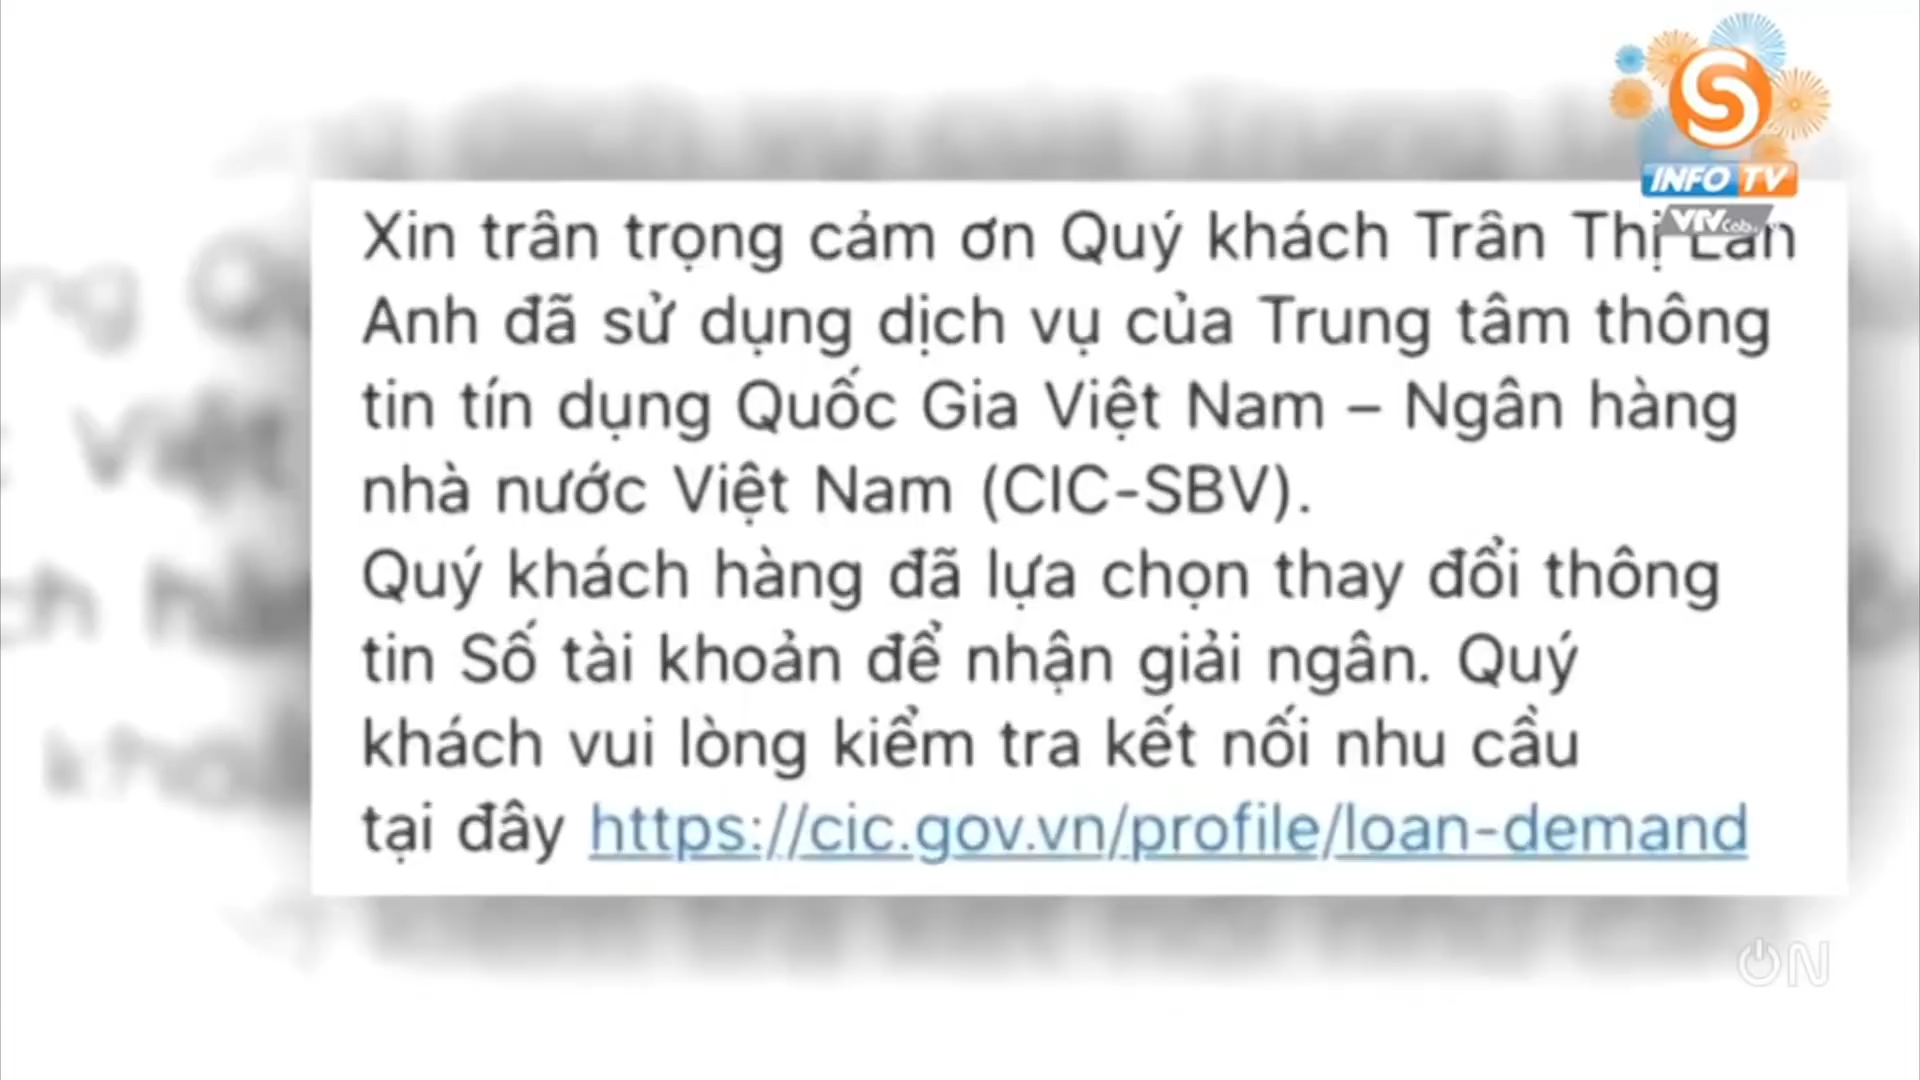 S
INFO TV
VTVCab
Xin trân trọng cảm ơn Quý khách Trân Thị Lan
Anh đã sử dụng dịch vụ của Trung tâm thông
tin tín dụng Quốc Gia Việt Nam – Ngân hàng
nhà nước Việt Nam (CIC-SBV).
Quý khách hàng đã lựa chọn thay đổi thông
tin Số tài khoản để nhận giải ngân. Quý
khách vui lòng kiểm tra kết nối nhu cầu
tại đây https://cic.gov.vn/profile/loan-demand
ON